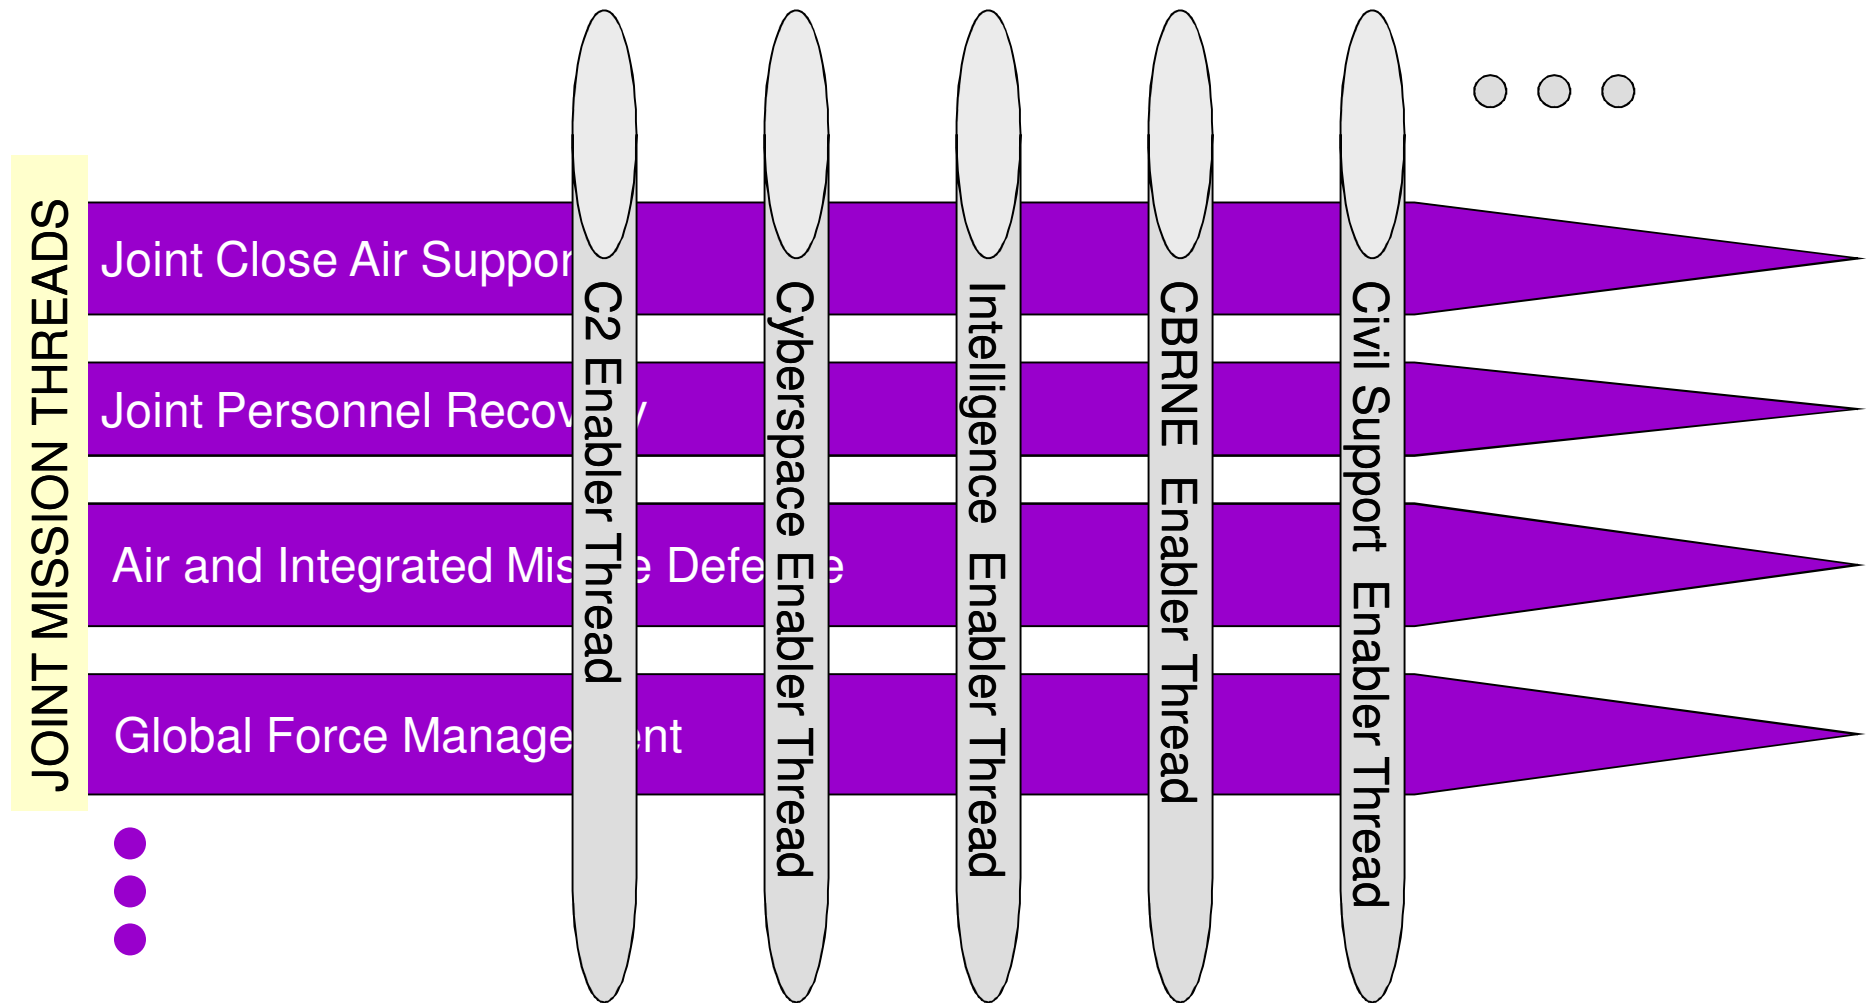 JOINT MISSION THREADS
Joint Close Air Suppor
Joint Personnel Recov y
Air and Integrated Mis e Defe e
Global Force Manage ent
C2 Enabler Thread
Cyberspace Enabler Thread
Intelligence Enabler Thread
CBRNE Enabler Thread
Civil Support Enabler Thread